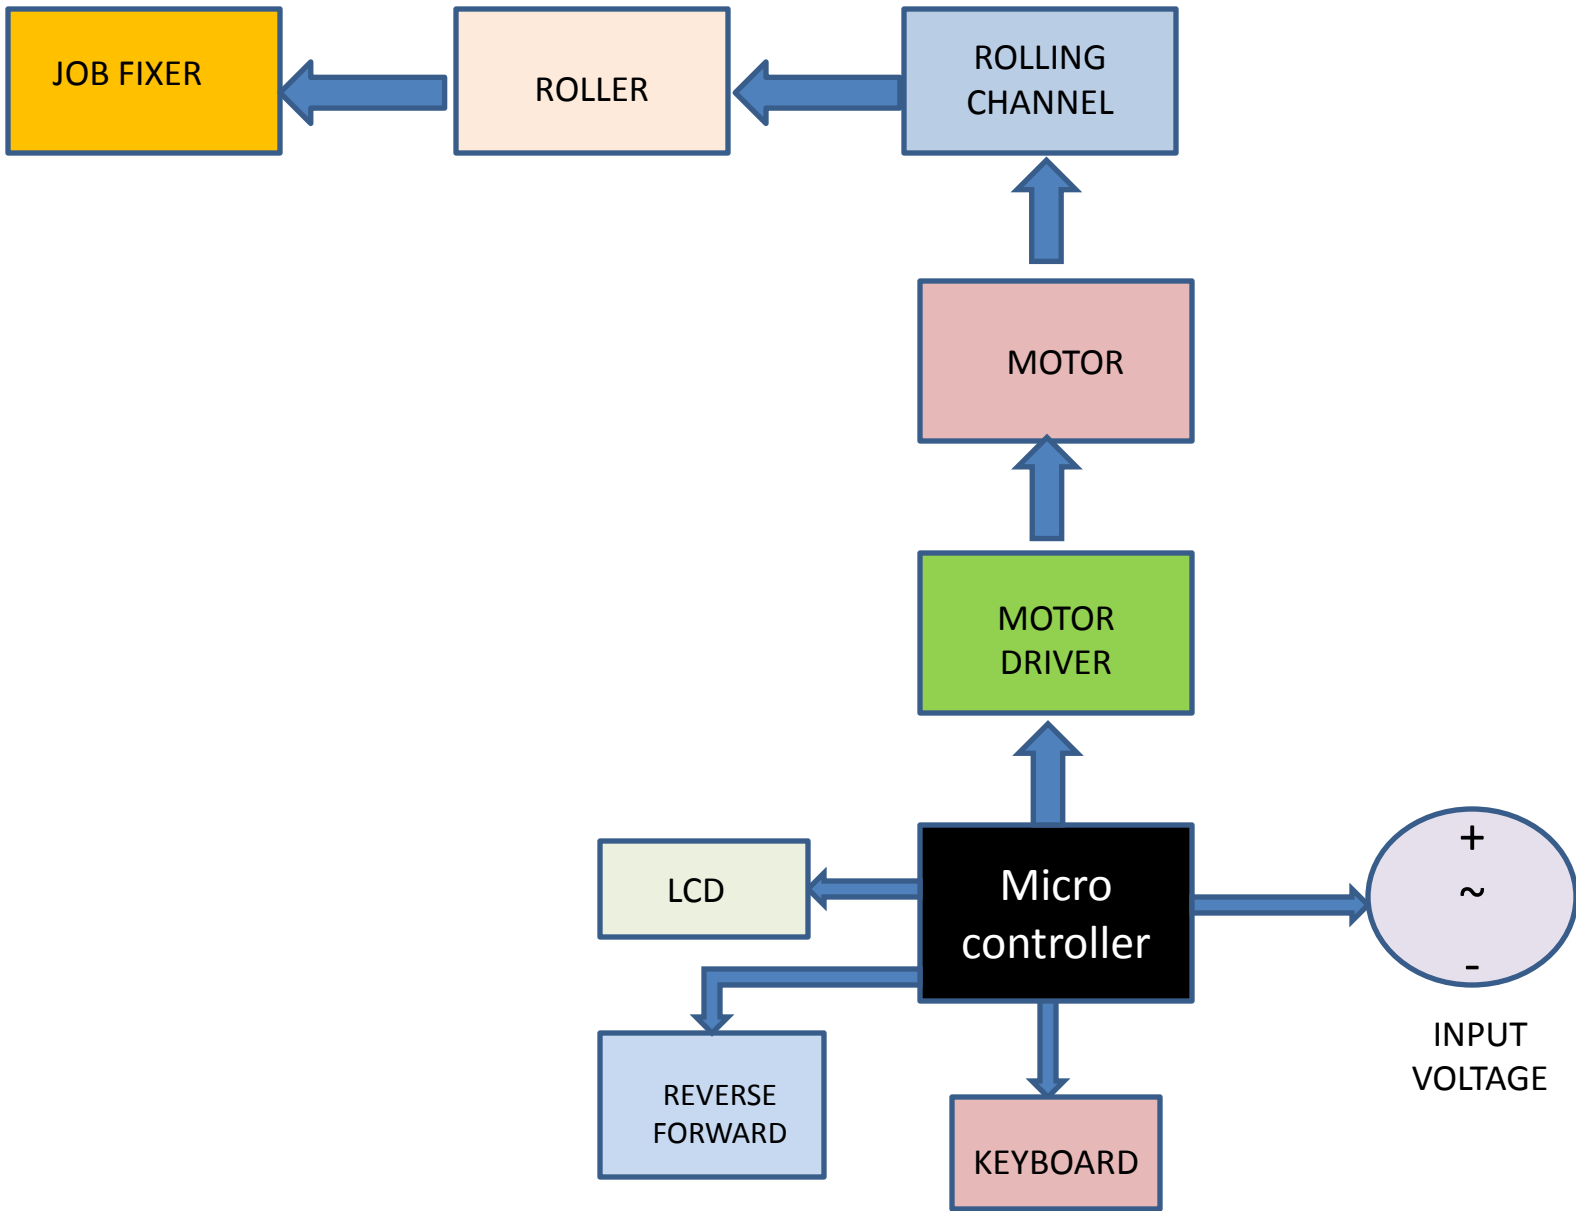 JOB FIXER
ROLLER
ROLLING
CHANNEL
MOTOR
MOTOR
DRIVER
LCD
Micro
controller
+
~
-
INPUT
VOLTAGE
REVERSE
FORWARD
KEYBOARD